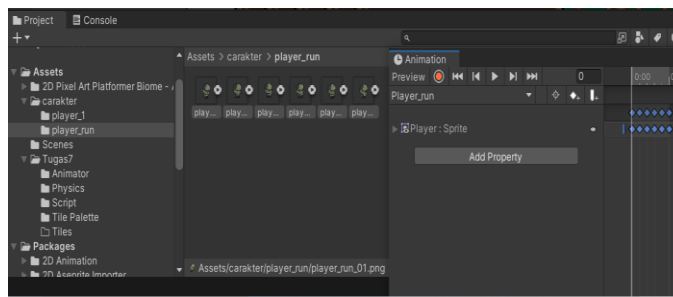 Project Console
Assets > carakter > player_run
Assets
2D Pixel Art Platformer Biome -
carakter
player_1
player_run
Scenes
Tugas7
Animator
Physics
Script
Tile Palette
Tiles
Packages
2D Animation
2D Aseprite Importer
play... play... play... play... play... play...
Assets/carakter/player_run/player_run_01.png
Animation
Preview 0 0:00
Player_run
Player : Sprite
Add Property